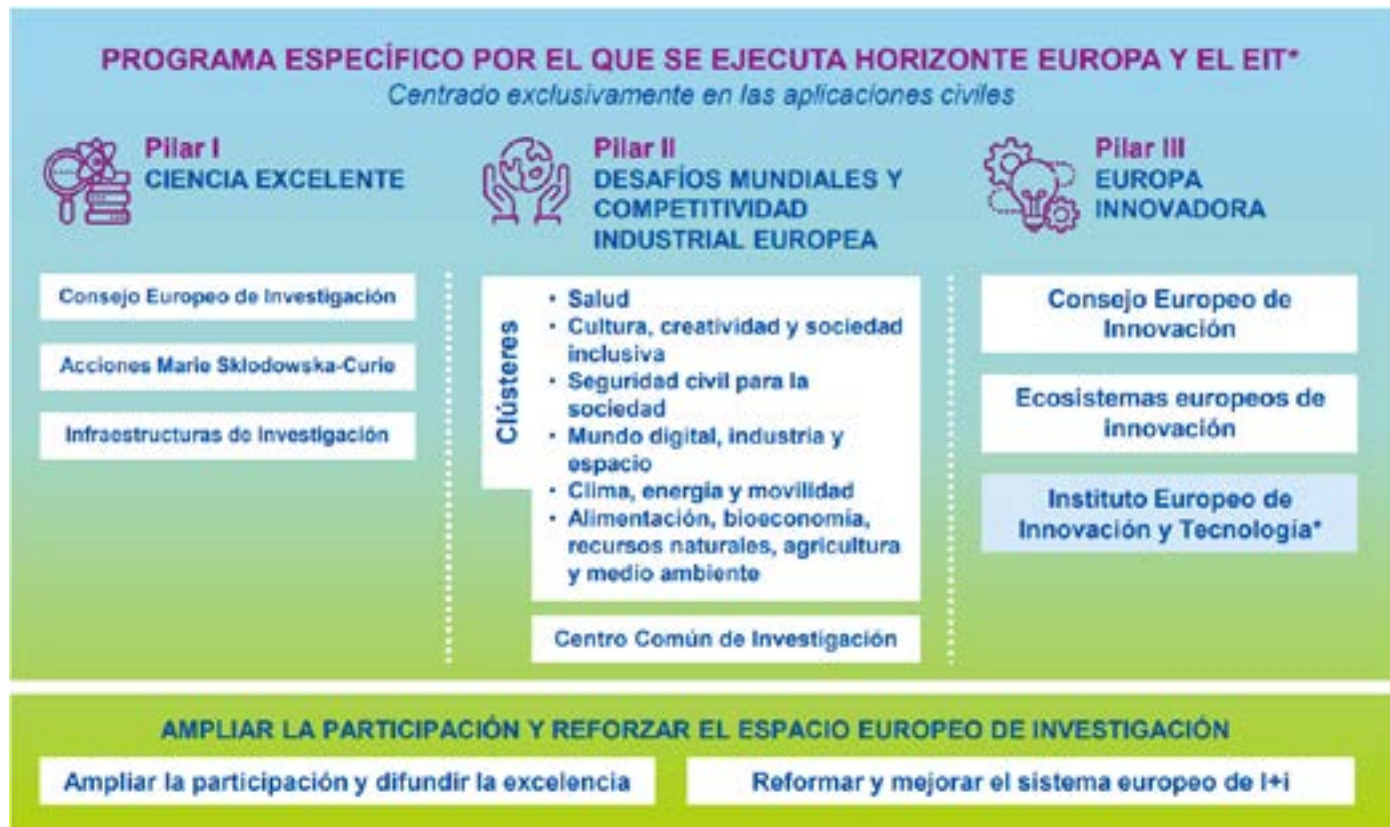 PROGRAMA ESPECÍFICO POR EL QUE SE EJECUTA HORIZONTE EUROPA Y EL EIT*
Centrado exclusivamente en las aplicaciones civiles
Pilar I
CIENCIA EXCELENTE
Consejo Europeo de Investigación
Acciones Marie Sklodowska-Curie
Infraestructuras de Investigación
Pilar II
DESAFÍOS MUNDIALES Y
COMPETITIVIDAD
INDUSTRIAL EUROPEA
Clústeres
• Salud
• Cultura, creatividad y sociedad
inclusiva
• Seguridad civil para la
sociedad
• Mundo digital, industria y
espacio
• Clima, energía y movilidad
• Alimentación, bioeconomía,
recursos naturales, agricultura
y medio ambiente
Centro Común de Investigación
Pilar III
EUROPA
INNOVADORA
Consejo Europeo de
Innovación
Ecosistemas europeos de
innovación
Instituto Europeo de
Innovación y Tecnología*
AMPLIAR LA PARTICIPACIÓN Y REFORZAR EL ESPACIO EUROPEO DE INVESTIGACIÓN
Ampliar la participación y difundir la excelencia
Reformar y mejorar el sistema europeo de I+i